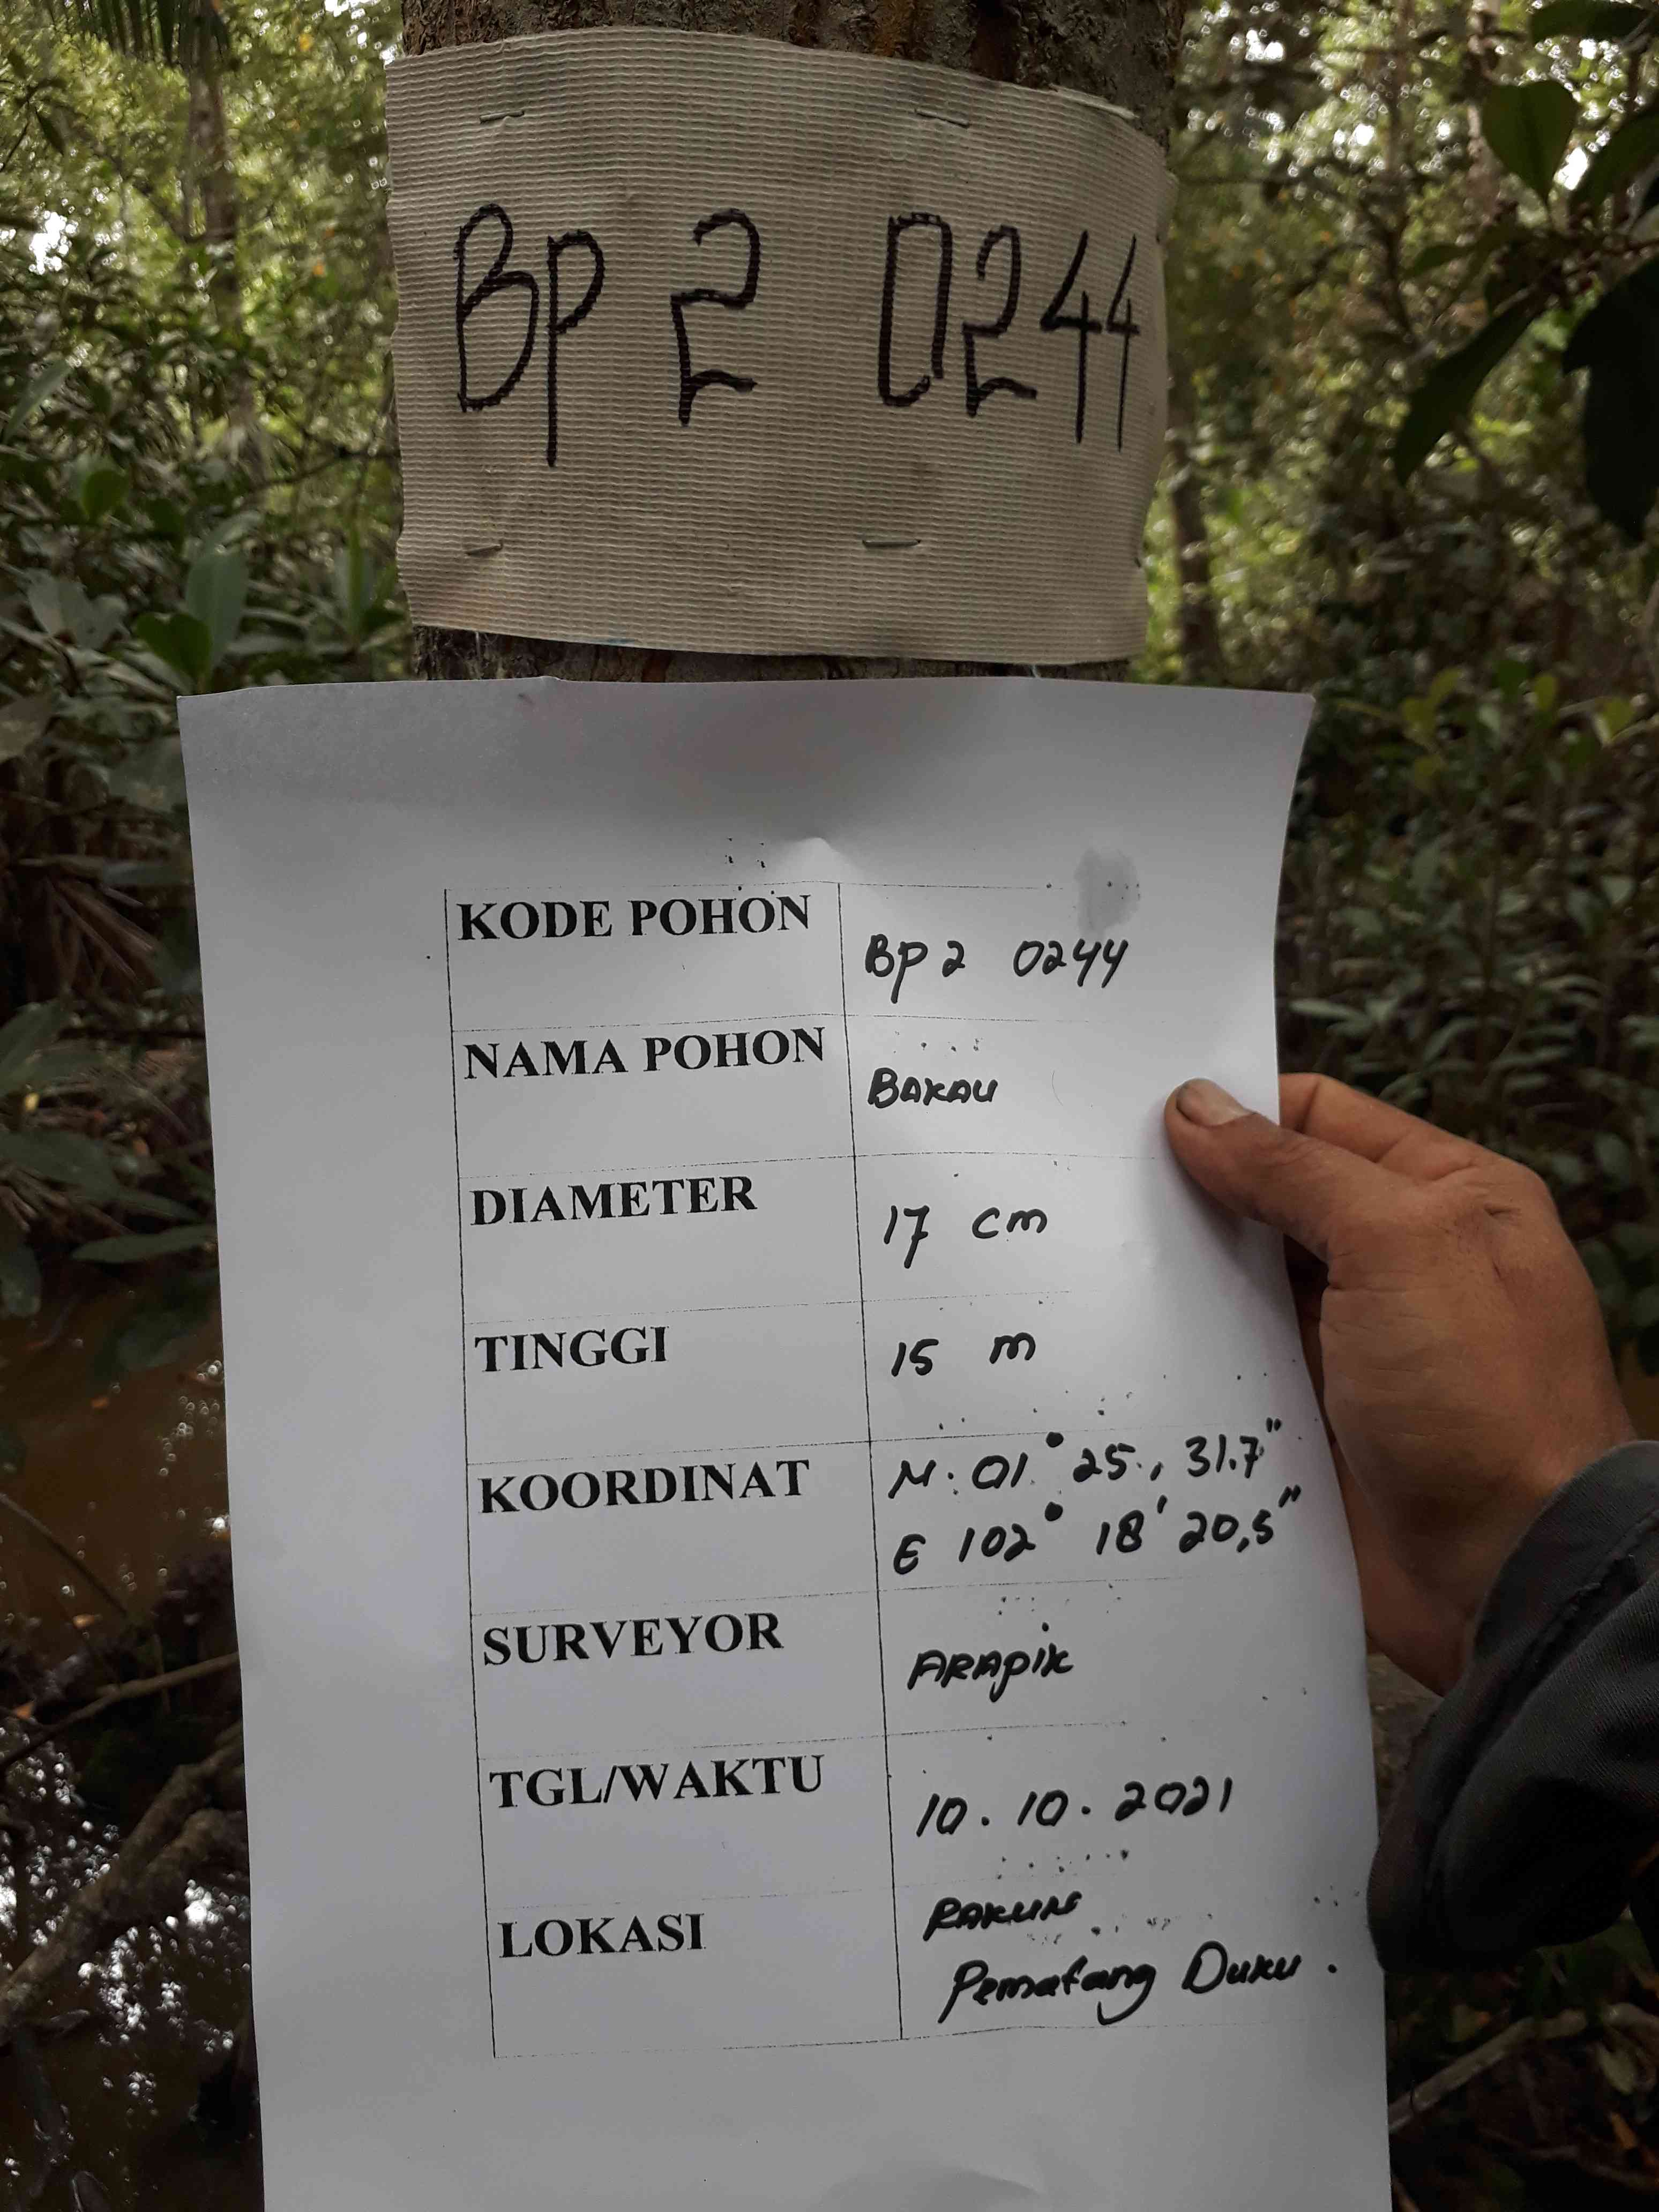 BP 2 0244
KODE POHON
BP 2 0244
NAMA POHON
BAKAU
DIAMETER
17 cm
TINGGI
15 m
KOORDINAT
N: 01° 25, 31.7"
E 102° 18' 20,5"
SURVEYOR
ARAPIK
TGL/WAKTU
10.10.2021
LOKASI
RAKUN
Pematang Duku.